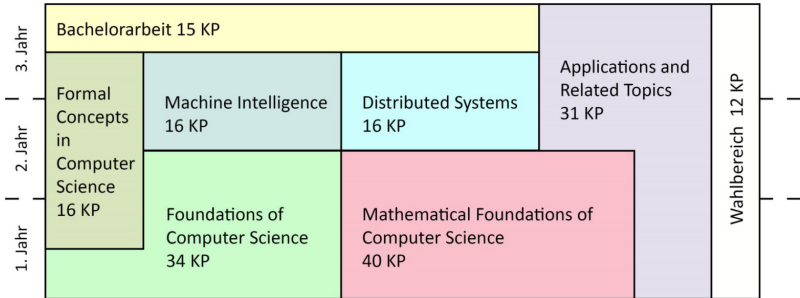 3. Jahr
2. Jahr
1. Jahr
Bachelorarbeit 15 KP
Formal
Concepts
in
Computer
Science
16 KP
Machine Intelligence
16 KP
Distributed Systems
16 KP
Applications and
Related Topics
31 KP
Foundations of
Computer Science
34 KP
Mathematical Foundations of
Computer Science
40 KP
Wahlbereich 12 KP